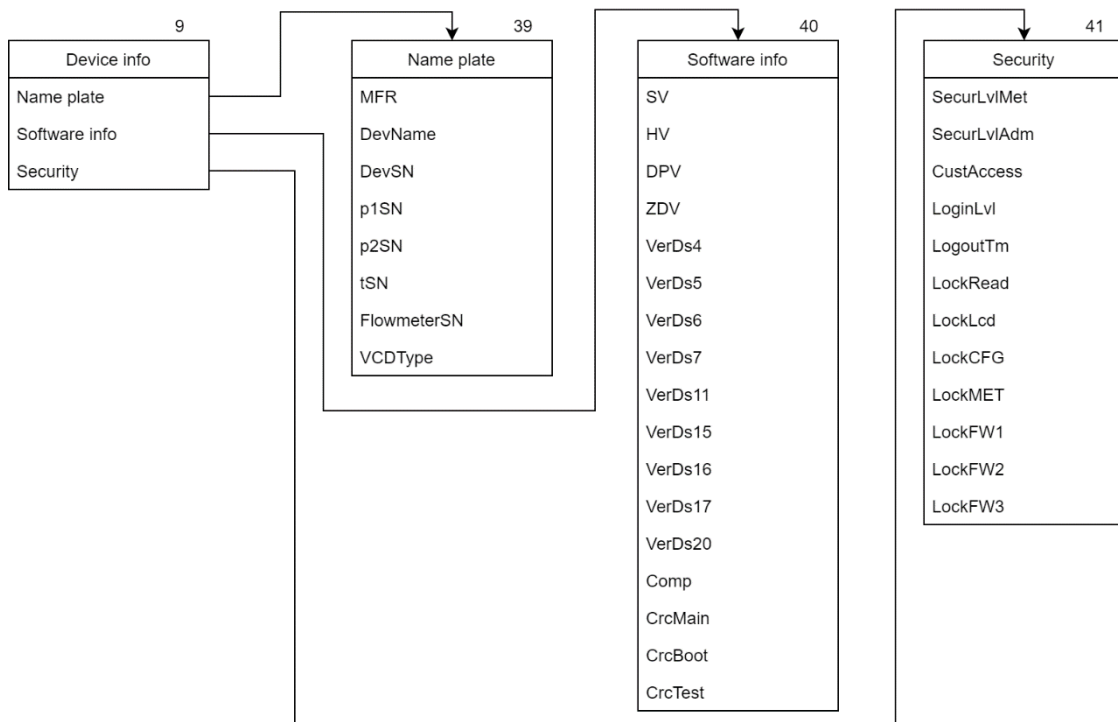 9
Device info
Name plate
Software info
Security
39
Name plate
MFR
DevName
DevSN
p1SN
p2SN
tSN
FlowmeterSN
VCDType
40
Software info
SV
HV
DPV
ZDV
VerDs4
VerDs5
VerDs6
VerDs7
VerDs11
VerDs15
VerDs16
VerDs17
VerDs20
Comp
CrcMain
CrcBoot
CrcTest
41
Security
SecurLvlMet
SecurLvlAdm
CustAccess
LoginLvl
LogoutTm
LockRead
LockLcd
LockCFG
LockMET
LockFW1
LockFW2
LockFW3